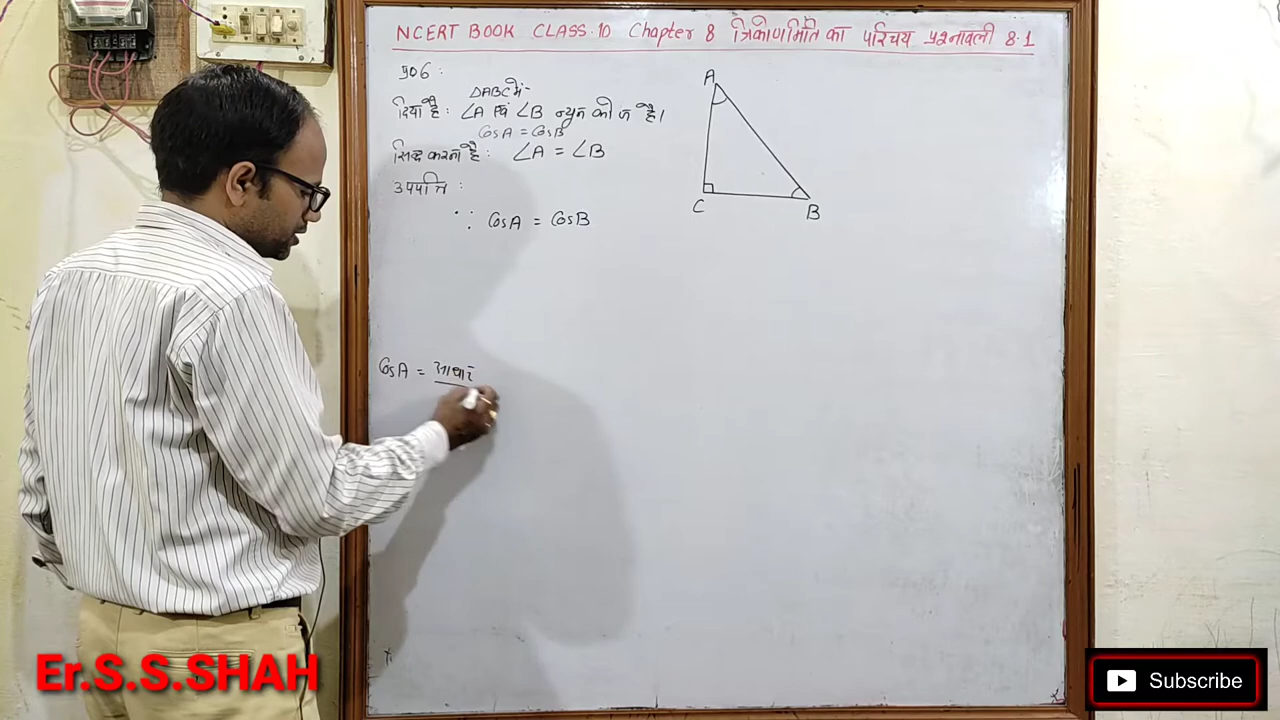 NCERT BOOK CLASS.10 Chapter 8 त्रिकोणमिति का परिचय प्रश्नावली 8.1
प्र०6 :
ΔABC में-
दिया है : ∠A एवं ∠B न्यून कोण है।
CosA = CosB
सिद्ध करना है : ∠A = ∠B
उपपत्ति :
∵ CosA = CosB
CosA = आधार
A
C
B
Er.S.S.SHAH
Subscribe